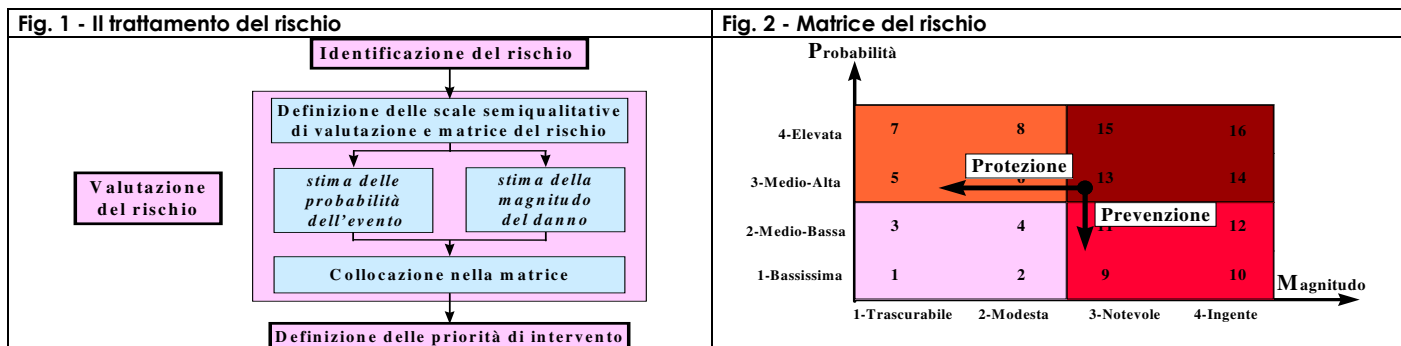 Fig. 1 - Il trattamento del rischio
Identificazione del rischio
Definizione delle scale semiqualitative
di valutazione e matrice del rischio
Valutazione
del rischio
stima delle
probabilità
dell'evento
stima della
magnitudo
del danno
Collocazione nella matrice
Definizione delle priorità di intervento
Fig. 2 - Matrice del rischio
Probabilità
4-Elevata 7 8 15 16
Protezione
3-Medio-Alta 5 13 14
Prevenzione
2-Medio-Bassa 3 4 12
1-Bassissima 1 2 9 10
Magnitudo
1-Trascurabile 2-Modesta 3-Notevole 4-Ingente